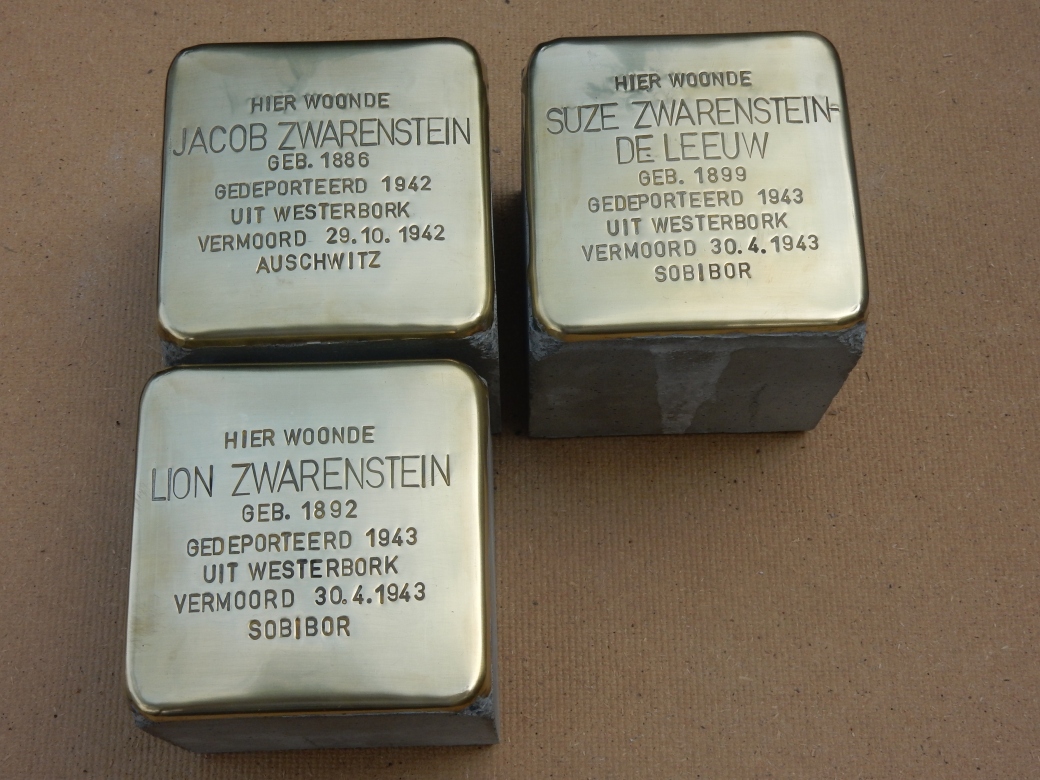 HIER WOONDE
JACOB ZWARENSTEIN
GEB. 1886
GEDEPORTEERD 1942
UIT WESTERBORK
VERMOORD 29.10.1942
AUSCHWITZ
HIER WOONDE
SUZE ZWARENSTEIN-
DE LEEUW
GEB. 1899
GEDEPORTEERD 1943
UIT WESTERBORK
VERMOORD 30.4.1943
SOBIBOR
HIER WOONDE
LION ZWARENSTEIN
GEB. 1892
GEDEPORTEERD 1943
UIT WESTERBORK
VERMOORD 30.4.1943
SOBIBOR